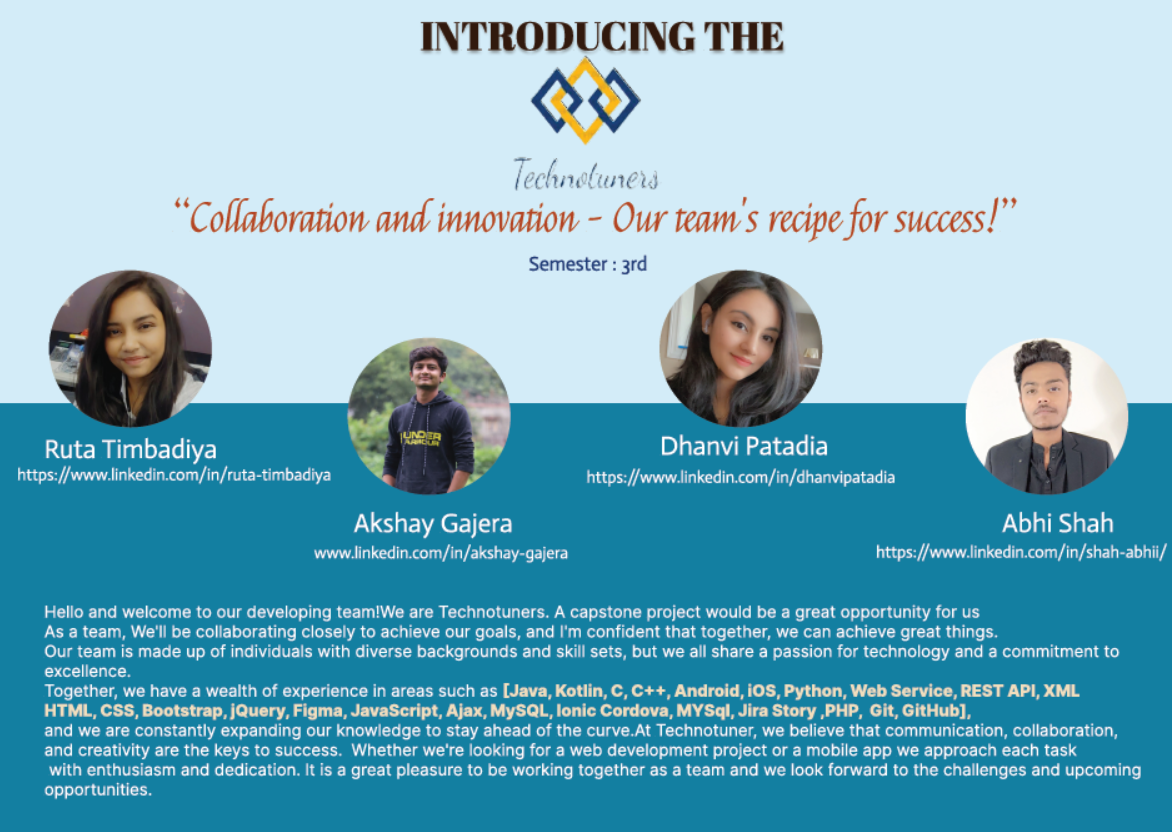 INTRODUCING THE
Technotuners
“Collaboration and innovation - Our team's recipe for success!”
Semester : 3rd
Ruta Timbadiya
https://www.linkedin.com/in/ruta-timbadiya
UNDER
ARMOUR
Dhanvi Patadia
https://www.linkedin.com/in/dhanvipatadia
Akshay Gajera
www.linkedin.com/in/akshay-gajera
Abhi Shah
https://www.linkedin.com/in/shah-abhii/
Hello and welcome to our developing team!We are Technotuners. A capstone project would be a great opportunity for us
As a team, We'll be collaborating closely to achieve our goals, and I'm confident that together, we can achieve great things.
Our team is made up of individuals with diverse backgrounds and skill sets, but we all share a passion for technology and a commitment to
excellence.
Together, we have a wealth of experience in areas such as [Java, Kotlin, C, C++, Android, iOS, Python, Web Service, REST API, XML
HTML, CSS, Bootstrap, jQuery, Figma, JavaScript, Ajax, MySQL, Ionic Cordova, MYSql, Jira Story ,PHP, Git, GitHub],
and we are constantly expanding our knowledge to stay ahead of the curve.At Technotuner, we believe that communication, collaboration,
and creativity are the keys to success. Whether we're looking for a web development project or a mobile app we approach each task
with enthusiasm and dedication. It is a great pleasure to be working together as a team and we look forward to the challenges and upcoming
opportunities.